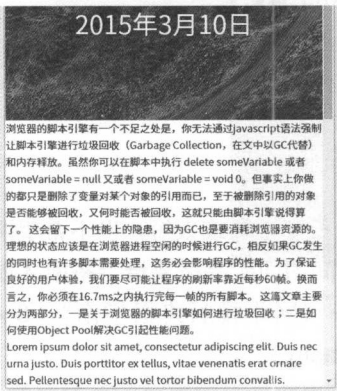 2015年3月10日
浏览器的脚本引擎有一个不足之处是，你无法通过javascript语法强制
让脚本引擎进行垃圾回收（Garbage Collection，在文中以GC代替）
和内存释放。虽然你可以在脚本中执行 delete someVariable 或者
someVariable = null 又或者 someVariable = void 0。但事实上你做
的都只是删除了变量对某个对象的引用而已，至于被删除引用的对象
是否能够被回收，又何时能否被回收，这就只能由脚本引擎说得算
了。 这会留下一个性能上的隐患，因为GC也是要消耗浏览器资源的。
理想的状态应该是在浏览器进程空闲的时候进行GC，相反如果GC发生
的同时也有许多脚本需要处理，这务必会影响程序的性能。为了保证
良好的用户体验，我们要尽可能让程序的刷新率靠近每秒60帧。换而
言之，你必须在16.7ms之内执行完每一帧的所有脚本。 这篇文章主要
分为两部分，一是关于浏览器的脚本引擎如何进行垃圾回收；二是如
何使用Object Pool解决GC引起性能问题。
Lorem ipsum dolor sit amet, consectetur adipiscing elit. Duis nec
urna justo. Duis porttitor ex tellus, vitae venenatis erat ornare
sed. Pellentesque nec justo vel tortor bibendum convallis.